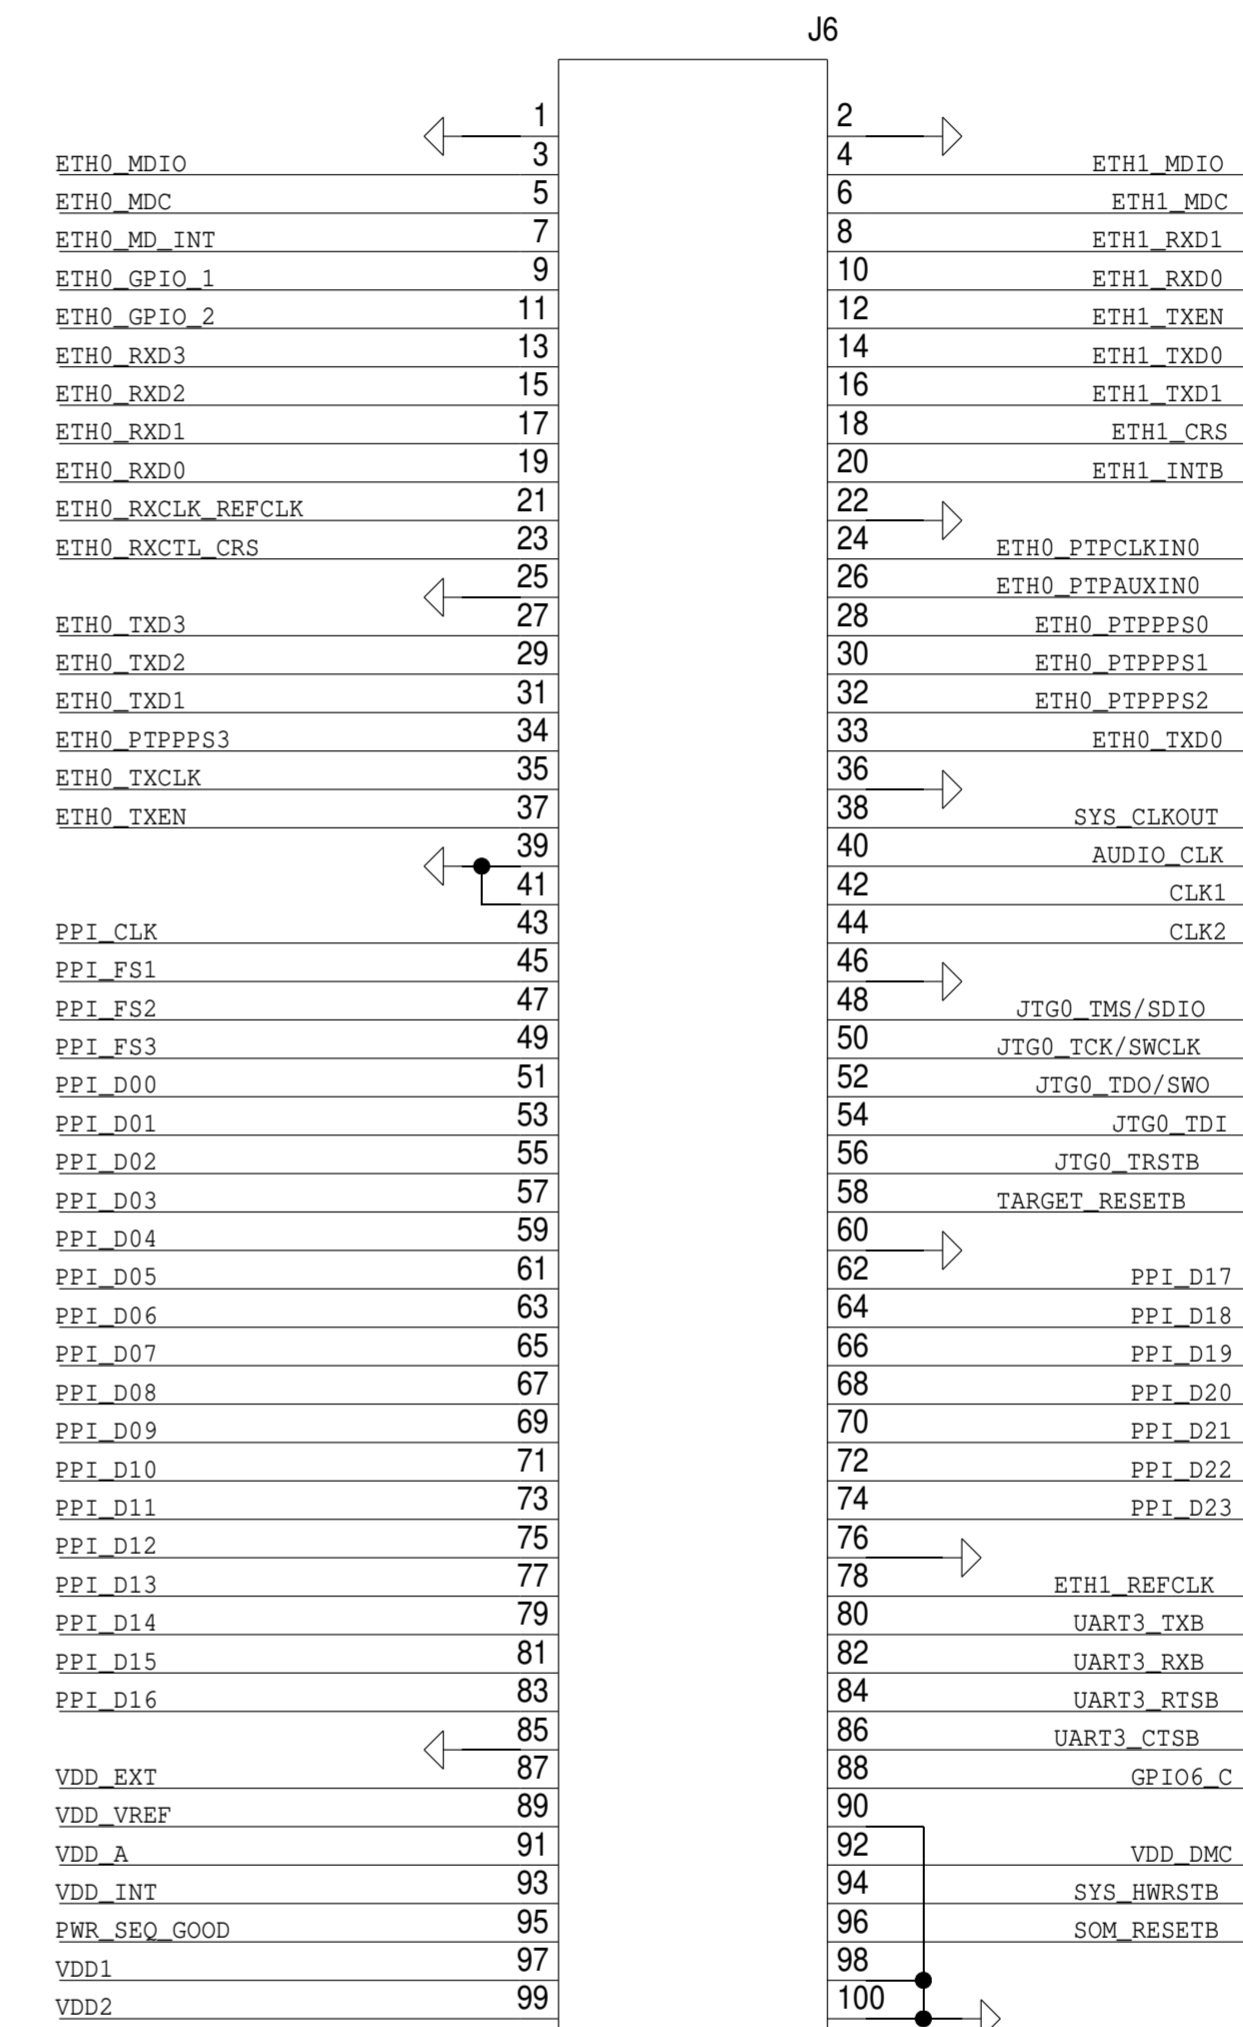 J6
1 2
ETH0_MDIO 3 4 ETH1_MDIO
ETH0_MDC 5 6 ETH1_MDC
ETH0_MD_INT 7 8 ETH1_RXD1
ETH0_GPIO_1 9 10 ETH1_RXD0
ETH0_GPIO_2 11 12 ETH1_TXEN
ETH0_RXD3 13 14 ETH1_TXD0
ETH0_RXD2 15 16 ETH1_TXD1
ETH0_RXD1 17 18 ETH1_CRS
ETH0_RXD0 19 20 ETH1_INTB
ETH0_RXCLK_REFCLK 21 22
ETH0_RXCTL_CRS 23 24 ETH0_PTPCLKIN0
25 26 ETH0_PTPAUXIN0
ETH0_TXD3 27 28 ETH0_PTPPPS0
ETH0_TXD2 29 30 ETH0_PTPPPS1
ETH0_TXD1 31 32 ETH0_PTPPPS2
ETH0_PTPPPS3 34 33 ETH0_TXD0
ETH0_TXCLK 35 36
ETH0_TXEN 37 38 SYS_CLKOUT
39 40 AUDIO_CLK
41 42 CLK1
PPI_CLK 43 44 CLK2
PPI_FS1 45 46
PPI_FS2 47 48 JTG0_TMS/SDIO
PPI_FS3 49 50 JTG0_TCK/SWCLK
PPI_D00 51 52 JTG0_TDO/SWO
PPI_D01 53 54 JTG0_TDI
PPI_D02 55 56 JTG0_TRSTB
PPI_D03 57 58 TARGET_RESETB
PPI_D04 59 60
PPI_D05 61 62 PPI_D17
PPI_D06 63 64 PPI_D18
PPI_D07 65 66 PPI_D19
PPI_D08 67 68 PPI_D20
PPI_D09 69 70 PPI_D21
PPI_D10 71 72 PPI_D22
PPI_D11 73 74 PPI_D23
PPI_D12 75 76
PPI_D13 77 78 ETH1_REFCLK
PPI_D14 79 80 UART3_TXB
PPI_D15 81 82 UART3_RXB
PPI_D16 83 84 UART3_RTSB
85 86 UART3_CTSB
VDD_EXT 87 88 GPIO6_C
VDD_VREF 89 90
VDD_A 91 92 VDD_DMC
VDD_INT 93 94 SYS_HWRSTB
PWR_SEQ_GOOD 95 96 SOM_RESETB
VDD1 97 98
VDD2 99 100